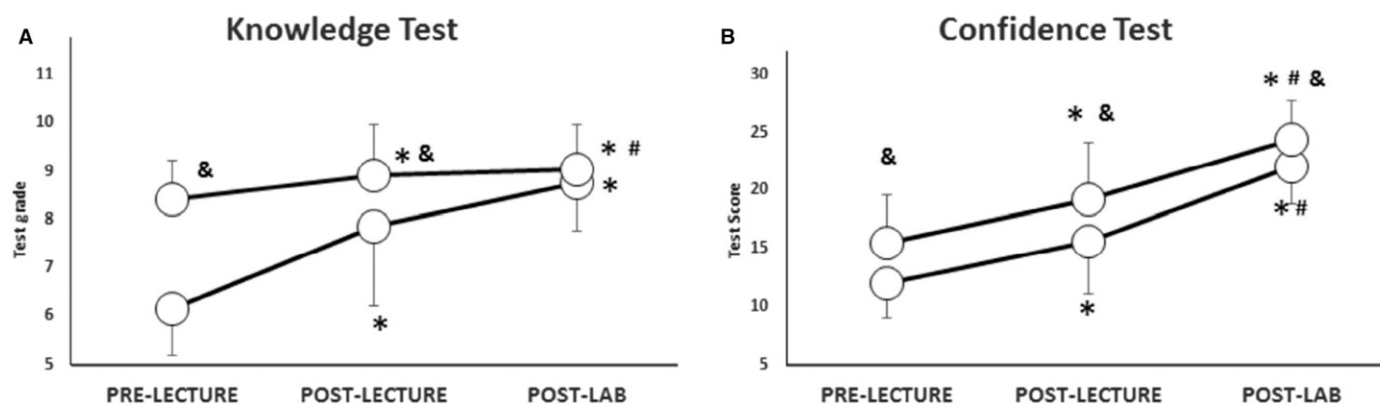 A
Knowledge Test
11
10
9
8
7
6
5
Test grade
&
* &
* #
*
*
PRE-LECTURE
POST-LECTURE
POST-LAB
B
Confidence Test
30
25
20
15
10
5
Test Score
&
* &
* # &
*
* #
PRE-LECTURE
POST-LECTURE
POST-LAB